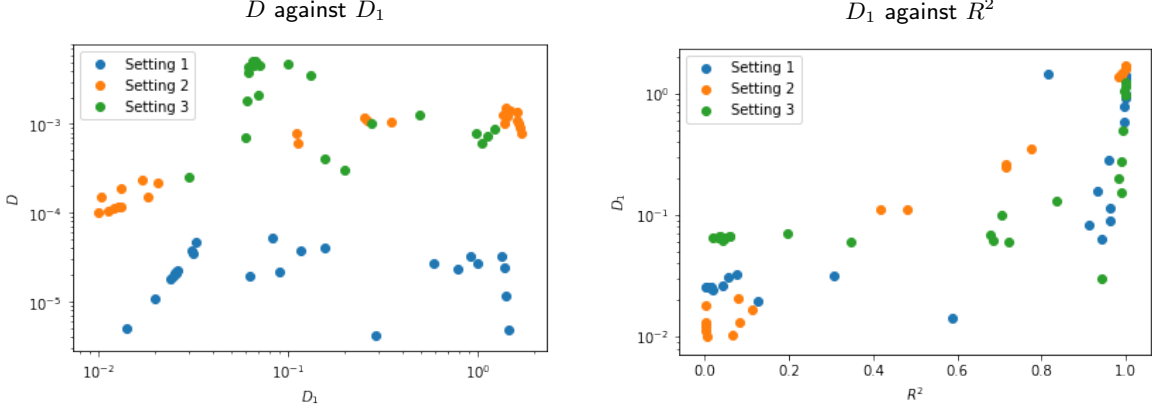 D against D₁
Setting 1
Setting 2
Setting 3
10⁻³
10⁻⁴
10⁻⁵
D
10⁻²
10⁻¹
10⁰
D₁
D₁ against R²
Setting 1
Setting 2
Setting 3
10⁰
10⁻¹
10⁻²
D₁
0.0
0.2
0.4
0.6
0.8
1.0
R²